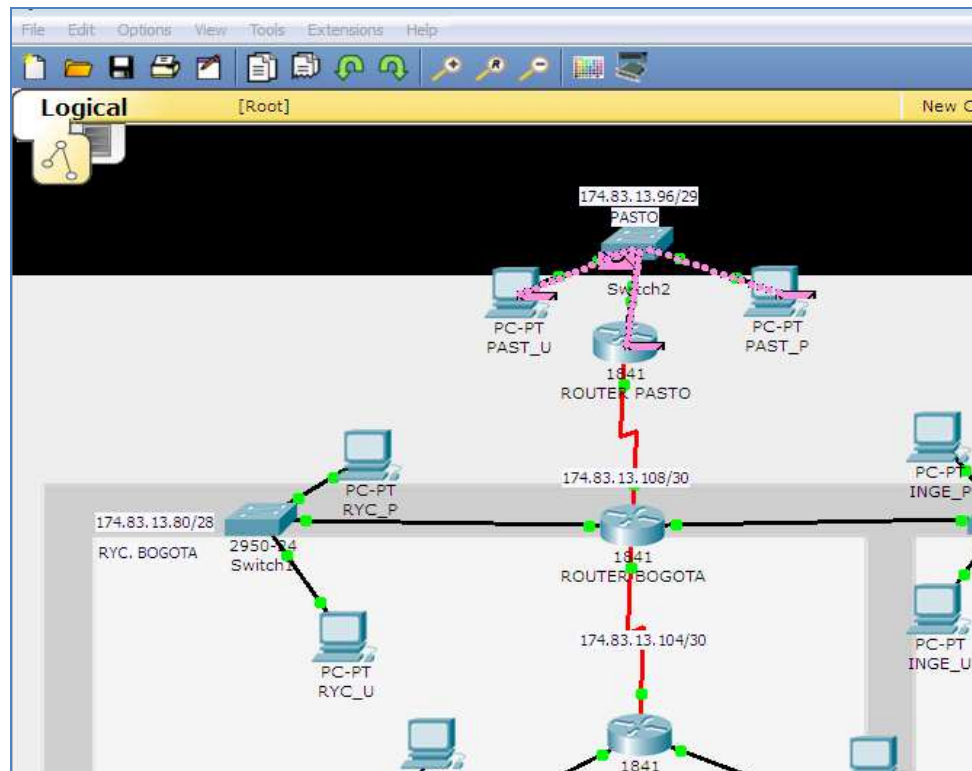 File Edit Options View Tools Extensions Help
Logical
[Root]
New C
174.83.13.96/29
PASTO
Switch2
PC-PT
PAST_U
PC-PT
PAST_P
1841
ROUTER PASTO
174.83.13.108/30
PC-PT
RYC_P
PC-PT
INGE_P
174.83.13.80/28
RYC. BOGOTA
2950-24
Switch1
1841
ROUTER BOGOTA
174.83.13.104/30
PC-PT
RYC_U
PC-PT
INGE_U
1841